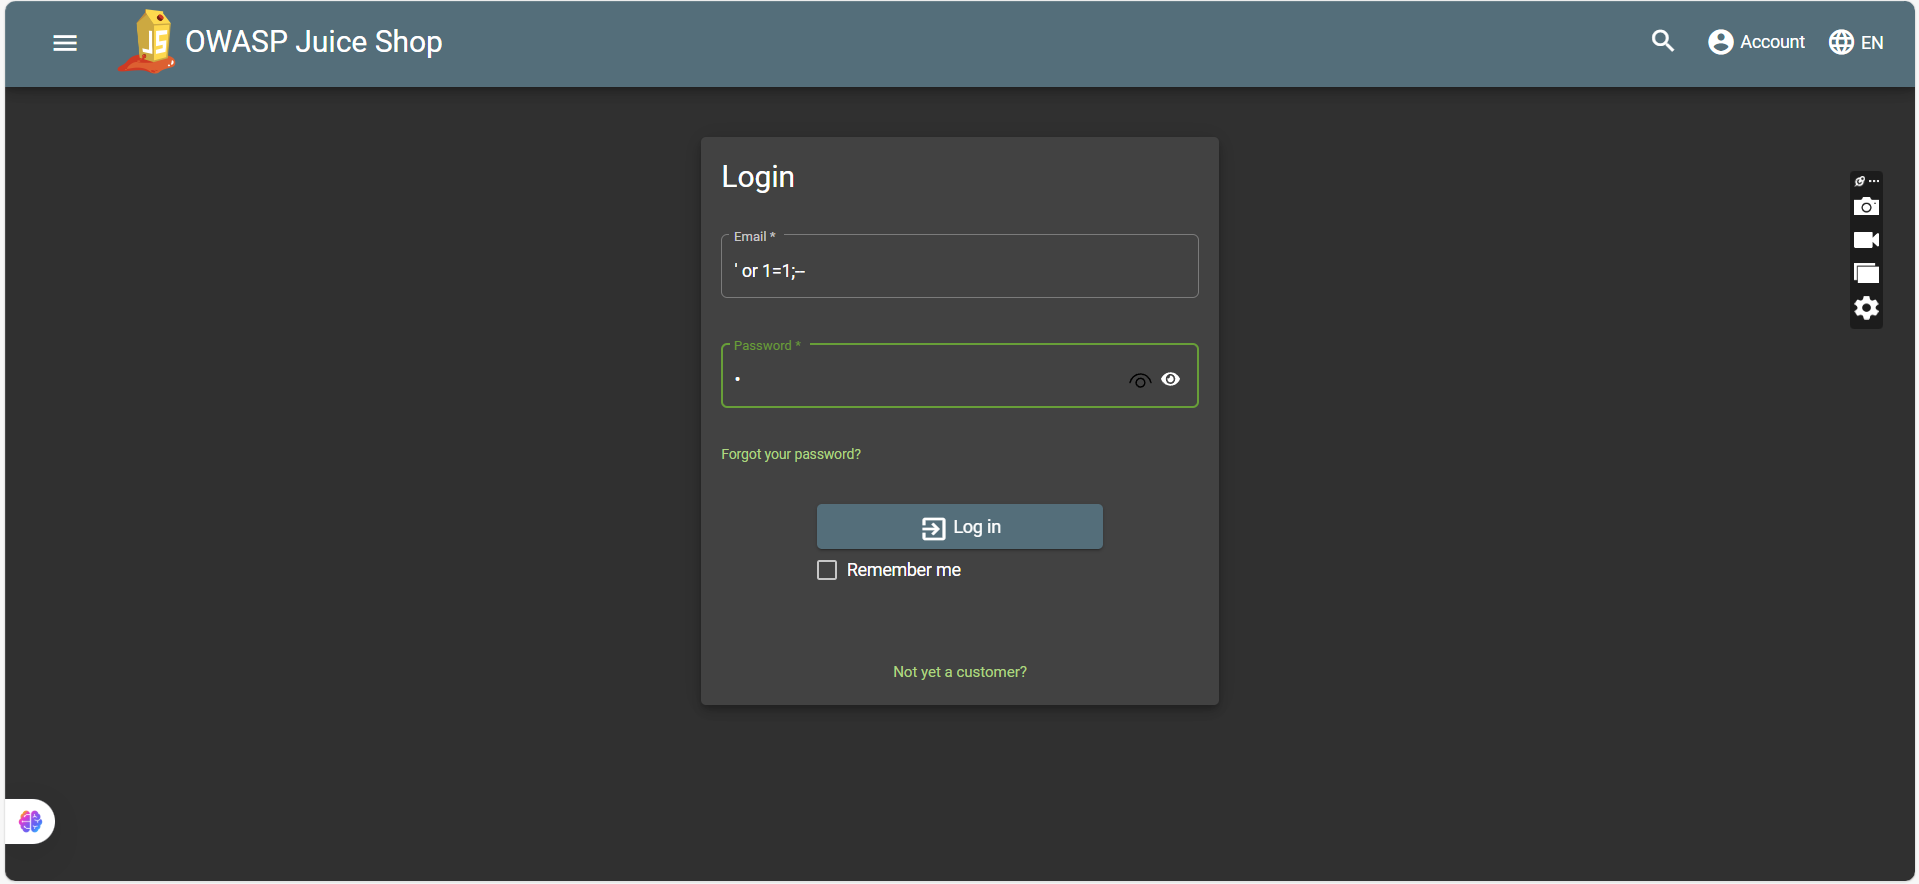 JS
OWASP Juice Shop
Account
EN
Login
Email *
' or 1=1;--
Password *
•
Forgot your password?
Log in
Remember me
Not yet a customer?